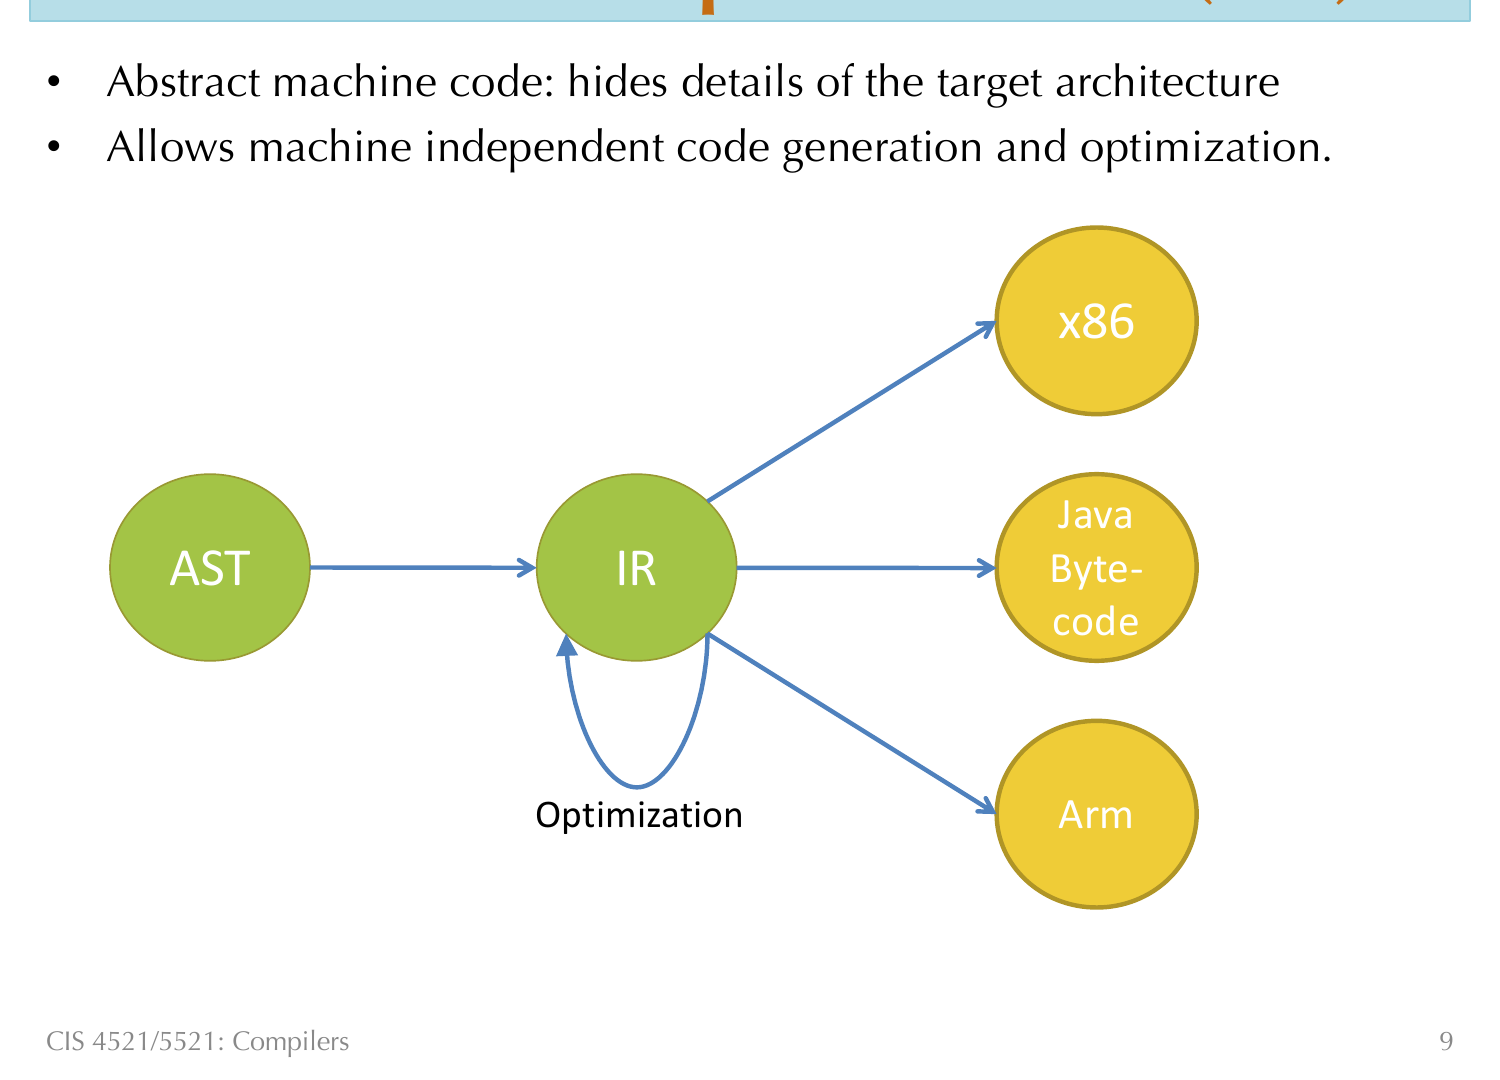 • Abstract machine code: hides details of the target architecture
• Allows machine independent code generation and optimization.
x86
AST
IR
Java
Byte-
code
Optimization
Arm
CIS 4521/5521: Compilers
9